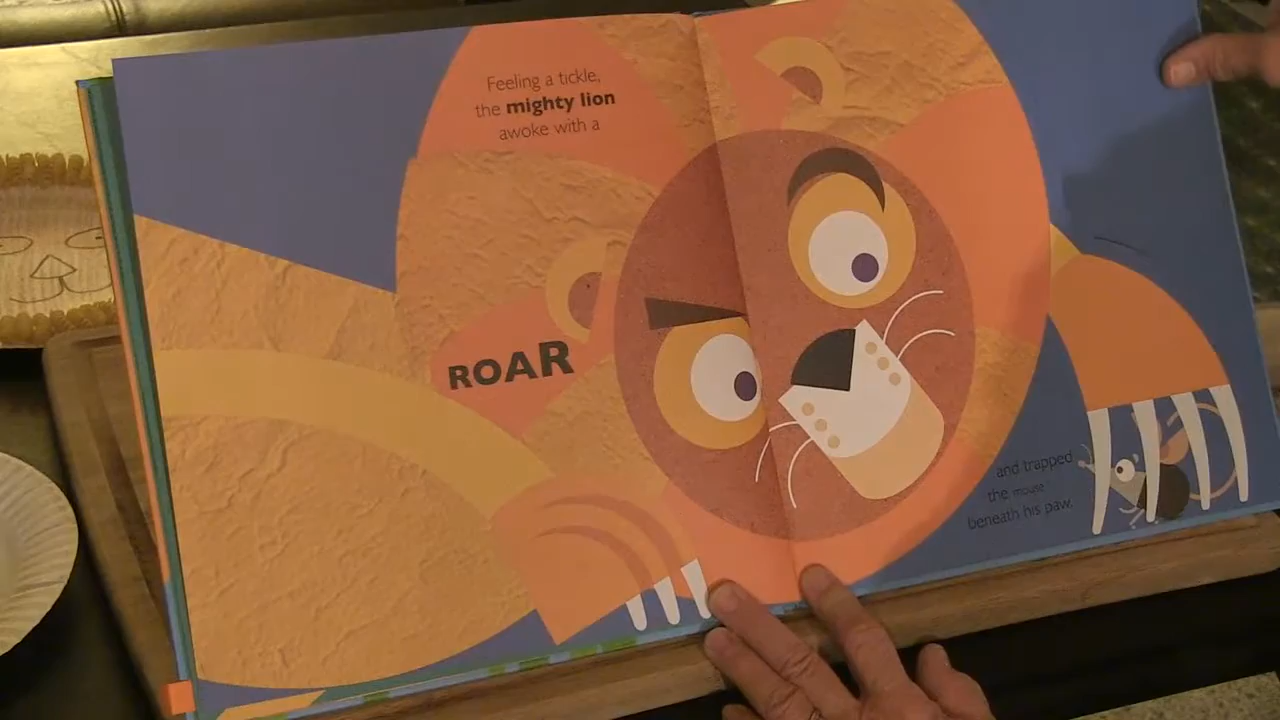 Feeling a tickle,
the mighty lion
awoke with a
ROAR
and trapped
the mouse
beneath his paw.